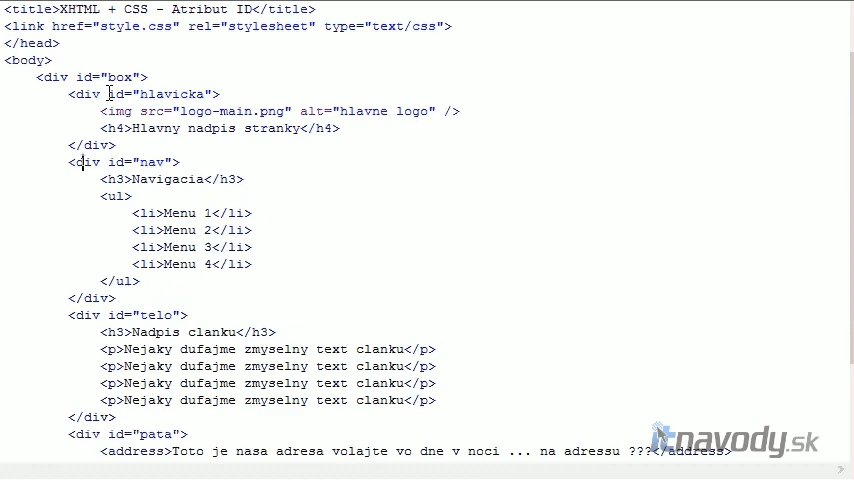 <title>XHTML + CSS - Atribut ID</title>
<link href="style.css" rel="stylesheet" type="text/css">
</head>
<body>
<div id="box">
<div id="hlavicka">
<img src="logo-main.png" alt="hlavne logo" />
<h4>Hlavny nadpis stranky</h4>
</div>
<div id="nav">
<h3>Navigacia</h3>
<ul>
<li>Menu 1</li>
<li>Menu 2</li>
<li>Menu 3</li>
<li>Menu 4</li>
</ul>
</div>
<div id="telo">
<h3>Nadpis clanku</h3>
<p>Nejaky dufajme zmyselny text clanku</p>
<p>Nejaky dufajme zmyselny text clanku</p>
<p>Nejaky dufajme zmyselny text clanku</p>
<p>Nejaky dufajme zmyselny text clanku</p>
</div>
<div id="pata">
<address>Toto je nasa adresa volajte vo dne v noci ... na adressu ???</address>
itnavody.sk